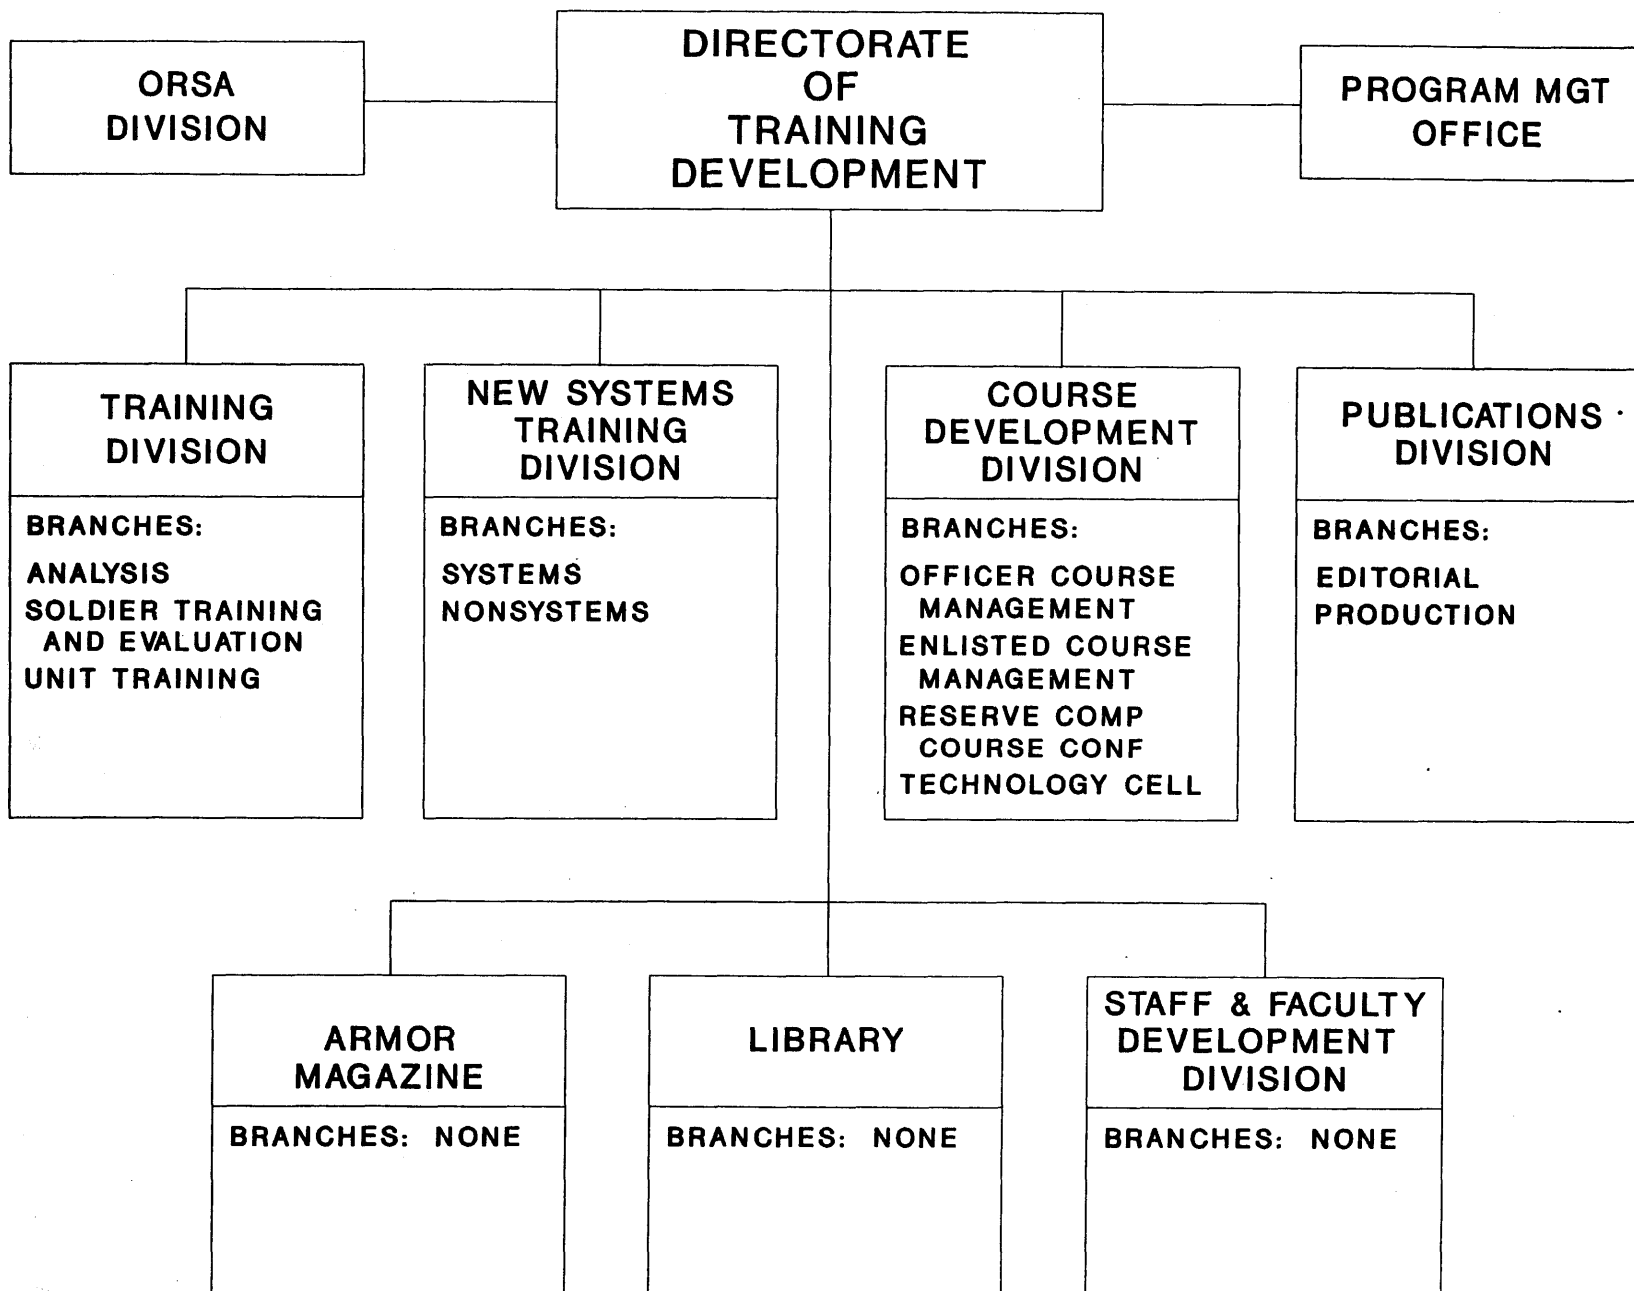 ORSA
DIVISION
DIRECTORATE
OF
TRAINING
DEVELOPMENT
PROGRAM MGT
OFFICE
TRAINING
DIVISION
BRANCHES:
ANALYSIS
SOLDIER TRAINING
AND EVALUATION
UNIT TRAINING
NEW SYSTEMS
TRAINING
DIVISION
BRANCHES:
SYSTEMS
NONSYSTEMS
COURSE
DEVELOPMENT
DIVISION
BRANCHES:
OFFICER COURSE
MANAGEMENT
ENLISTED COURSE
MANAGEMENT
RESERVE COMP
COURSE CONF
TECHNOLOGY CELL
PUBLICATIONS
DIVISION
BRANCHES:
EDITORIAL
PRODUCTION
ARMOR
MAGAZINE
BRANCHES: NONE
LIBRARY
BRANCHES: NONE
STAFF & FACULTY
DEVELOPMENT
DIVISION
BRANCHES: NONE